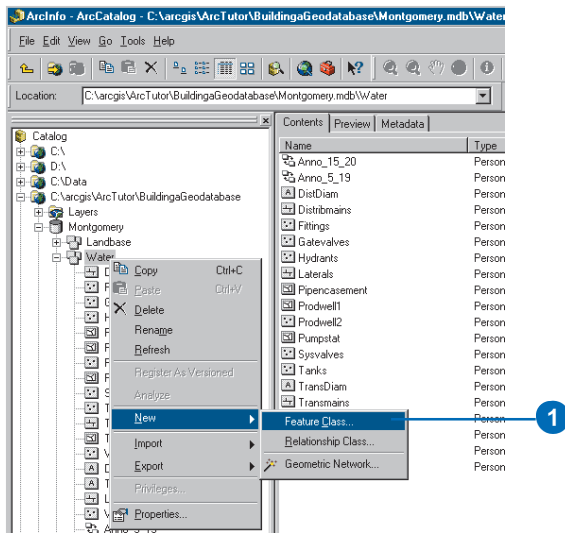 ArcInfo - ArcCatalog - C:\arcgis\ArcTutor\BuildingaGeodatabase\Montgomery.mdb\Water
File Edit View Go Tools Help
Location: C:\arcgis\ArcTutor\BuildingaGeodatabase\Montgomery.mdb\Water
Contents Preview Metadata
Name Type
Anno_15_20 Person
Anno_5_19 Person
DistDiam Person
Distribmains Person
Fittings Person
Gatevalves Person
Hydrants Person
Laterals Person
Pipencasement Person
Prodwell1 Person
Prodwell2 Person
Pumpstat Person
Sysvalves Person
Tanks Person
TransDiam Person
Transmains Person
Person
Person
Person
Catalog
C:\
D:\
C:\Data
C:\arcgis\ArcTutor\BuildingaGeodatabase
Layers
Montgomery
Landbase
Water
Copy Ctrl+C
Paste Ctrl+V
Delete
Rename
Refresh
Register As Versioned
Analyze
New
Import
Export
Privileges...
Properties...
Feature Class...
Relationship Class...
Geometric Network...
1